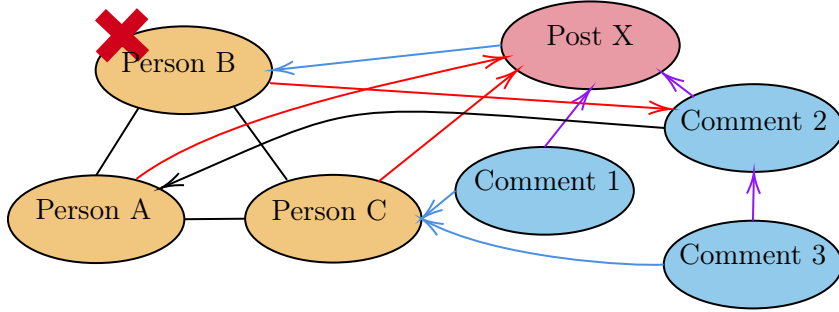 Post X
Person B
Comment 2
Comment 1
Person A
Person C
Comment 3